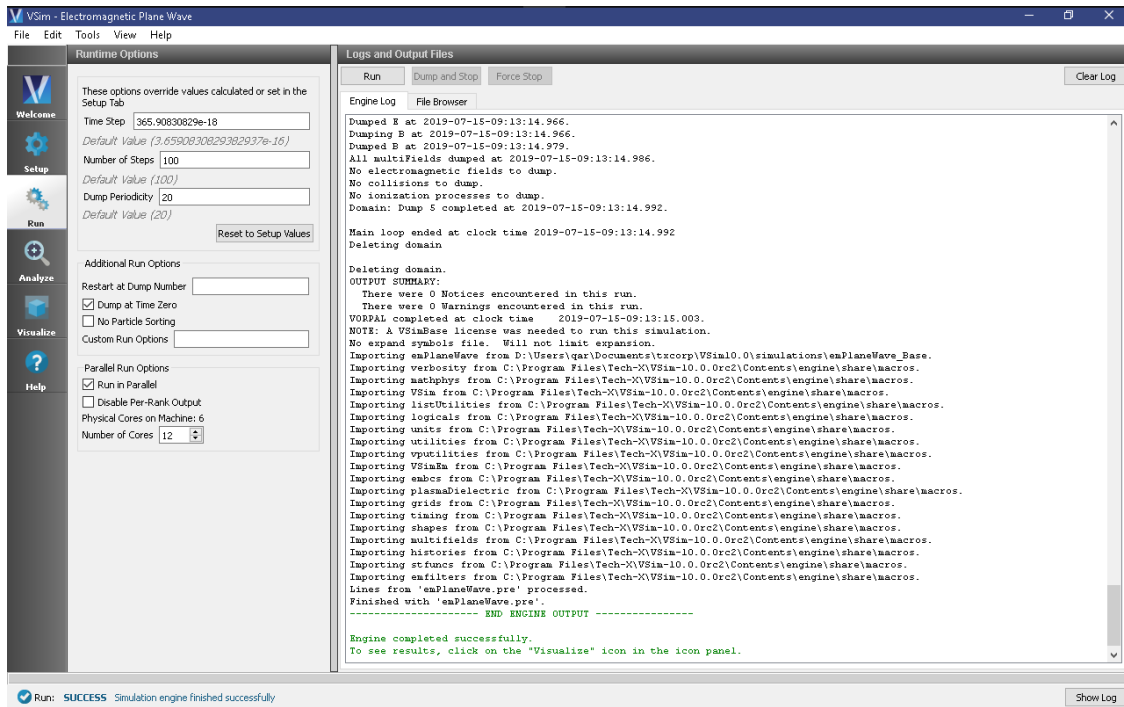 VSim - Electromagnetic Plane Wave
File Edit Tools View Help
Welcome
Setup
Run
Analyze
Visualize
Help
Runtime Options
These options override values calculated or set in the
Setup Tab
Time Step 365.90830829e-18
Default Value (3.6590830829382937e-16)
Number of Steps 100
Default Value (100)
Dump Periodicity 20
Default Value (20)
Reset to Setup Values
Additional Run Options
Restart at Dump Number
Dump at Time Zero
No Particle Sorting
Custom Run Options
Parallel Run Options
Run in Parallel
Disable Per-Rank Output
Physical Cores on Machine: 6
Number of Cores 12
Logs and Output Files
Run Dump and Stop Force Stop Clear Log
Engine Log File Browser
Dumped E at 2019-07-15-09:13:14.966.
Dumping B at 2019-07-15-09:13:14.966.
Dumped B at 2019-07-15-09:13:14.979.
All multiFields dumped at 2019-07-15-09:13:14.986.
No electromagnetic fields to dump.
No collisions to dump.
No ionization processes to dump.
Domain: Dump 5 completed at 2019-07-15-09:13:14.992.
Main loop ended at clock time 2019-07-15-09:13:14.992
Deleting domain
Deleting domain.
OUTPUT SUMMARY:
There were 0 Notices encountered in this run.
There were 0 Warnings encountered in this run.
VORPAL completed at clock time 2019-07-15-09:13:15.003.
NOTE: A VSimBase license was needed to run this simulation.
No expand symbols file. Will not limit expansion.
Importing emPlaneWave from D:\Users\qar\Documents\txcorp\VSim10.0\simulations\emPlaneWave_Base.
Importing verbosity from C:\Program Files\Tech-X\VSim-10.0.0rc2\Contents\engine\share\macros.
Importing mathphys from C:\Program Files\Tech-X\VSim-10.0.0rc2\Contents\engine\share\macros.
Importing VSim from C:\Program Files\Tech-X\VSim-10.0.0rc2\Contents\engine\share\macros.
Importing listUtilities from C:\Program Files\Tech-X\VSim-10.0.0rc2\Contents\engine\share\macros.
Importing logicals from C:\Program Files\Tech-X\VSim-10.0.0rc2\Contents\engine\share\macros.
Importing units from C:\Program Files\Tech-X\VSim-10.0.0rc2\Contents\engine\share\macros.
Importing utilities from C:\Program Files\Tech-X\VSim-10.0.0rc2\Contents\engine\share\macros.
Importing vputilities from C:\Program Files\Tech-X\VSim-10.0.0rc2\Contents\engine\share\macros.
Importing VSimEm from C:\Program Files\Tech-X\VSim-10.0.0rc2\Contents\engine\share\macros.
Importing embcs from C:\Program Files\Tech-X\VSim-10.0.0rc2\Contents\engine\share\macros.
Importing plasmaDielectric from C:\Program Files\Tech-X\VSim-10.0.0rc2\Contents\engine\share\macros.
Importing grids from C:\Program Files\Tech-X\VSim-10.0.0rc2\Contents\engine\share\macros.
Importing timing from C:\Program Files\Tech-X\VSim-10.0.0rc2\Contents\engine\share\macros.
Importing shapes from C:\Program Files\Tech-X\VSim-10.0.0rc2\Contents\engine\share\macros.
Importing multifields from C:\Program Files\Tech-X\VSim-10.0.0rc2\Contents\engine\share\macros.
Importing histories from C:\Program Files\Tech-X\VSim-10.0.0rc2\Contents\engine\share\macros.
Importing stfuncs from C:\Program Files\Tech-X\VSim-10.0.0rc2\Contents\engine\share\macros.
Importing emfilters from C:\Program Files\Tech-X\VSim-10.0.0rc2\Contents\engine\share\macros.
Lines from 'emPlaneWave.pre' processed.
Finished with 'emPlaneWave.pre'.
--------------------- END ENGINE OUTPUT ----------------
Engine completed successfully.
To see results, click on the "Visualize" icon in the icon panel.
Run: SUCCESS Simulation engine finished successfully
Show Log